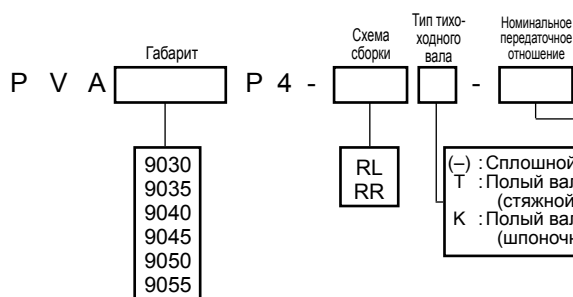 Тип тихо-
ходного
вала
Номинальное
передаточное
отношение
Схема
сборки
Габарит
P V A P 4 - -
9030
9035
9040
9045
9050
9055
RL
RR
(–) : Сплошной
T : Полый вал
(стяжной
K : Полый вал